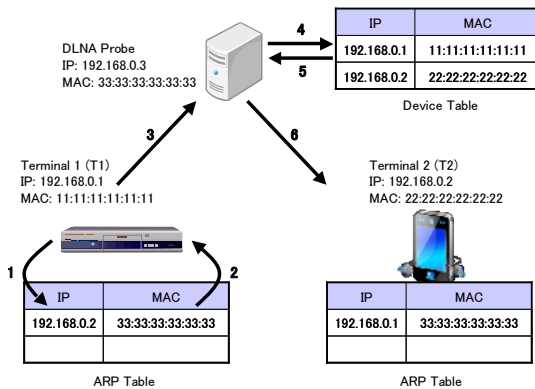 DLNA Probe
IP: 192.168.0.3
MAC: 33:33:33:33:33:33
4
5
IP MAC
192.168.0.1 11:11:11:11:11:11
192.168.0.2 22:22:22:22:22:22
Device Table
3
6
Terminal 1 (T1)
IP: 192.168.0.1
MAC: 11:11:11:11:11:11
Terminal 2 (T2)
IP: 192.168.0.2
MAC: 22:22:22:22:22:22
1
2
IP MAC
192.168.0.2 33:33:33:33:33:33
ARP Table
IP MAC
192.168.0.1 33:33:33:33:33:33
ARP Table